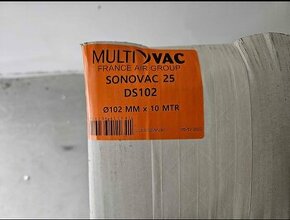 MULTIVAC
FRANCE AIR GROUP
SONOVAC 25
DS102
Ø102 MM x 10 MTR